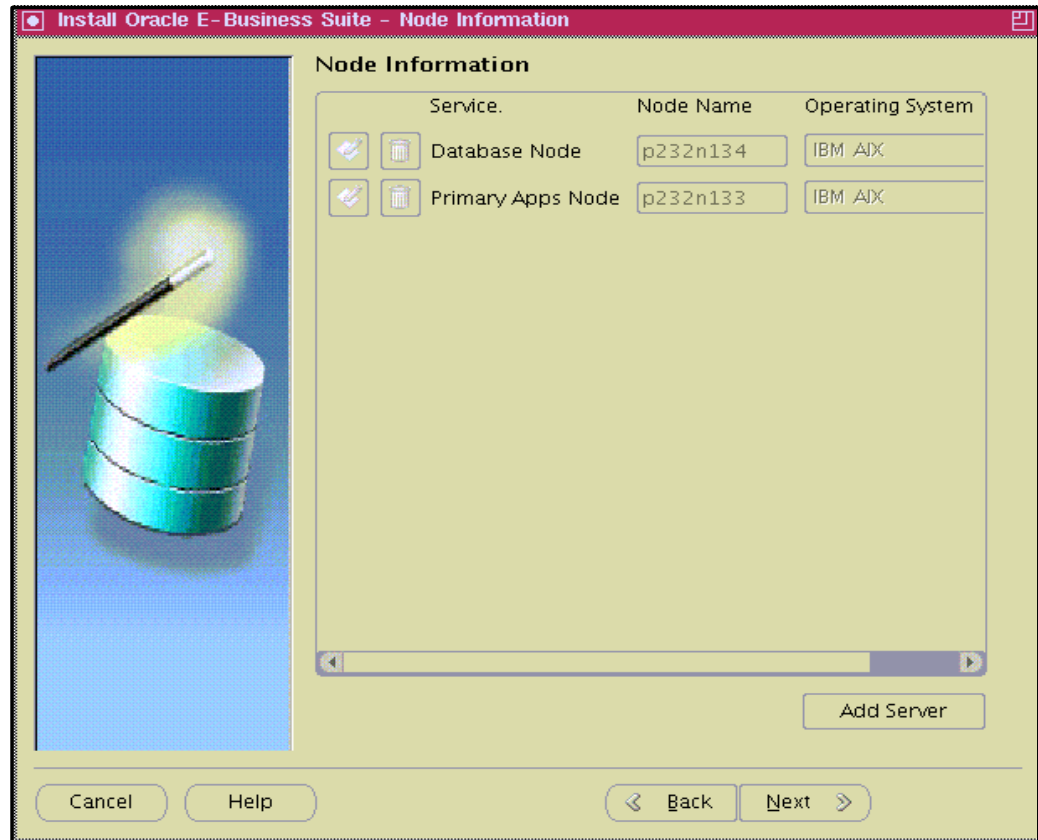 Install Oracle E-Business Suite - Node Information
Node Information
Service. Node Name Operating System
Database Node p232n134 IBM AIX
Primary Apps Node p232n133 IBM AIX
Add Server
Cancel Help Back Next